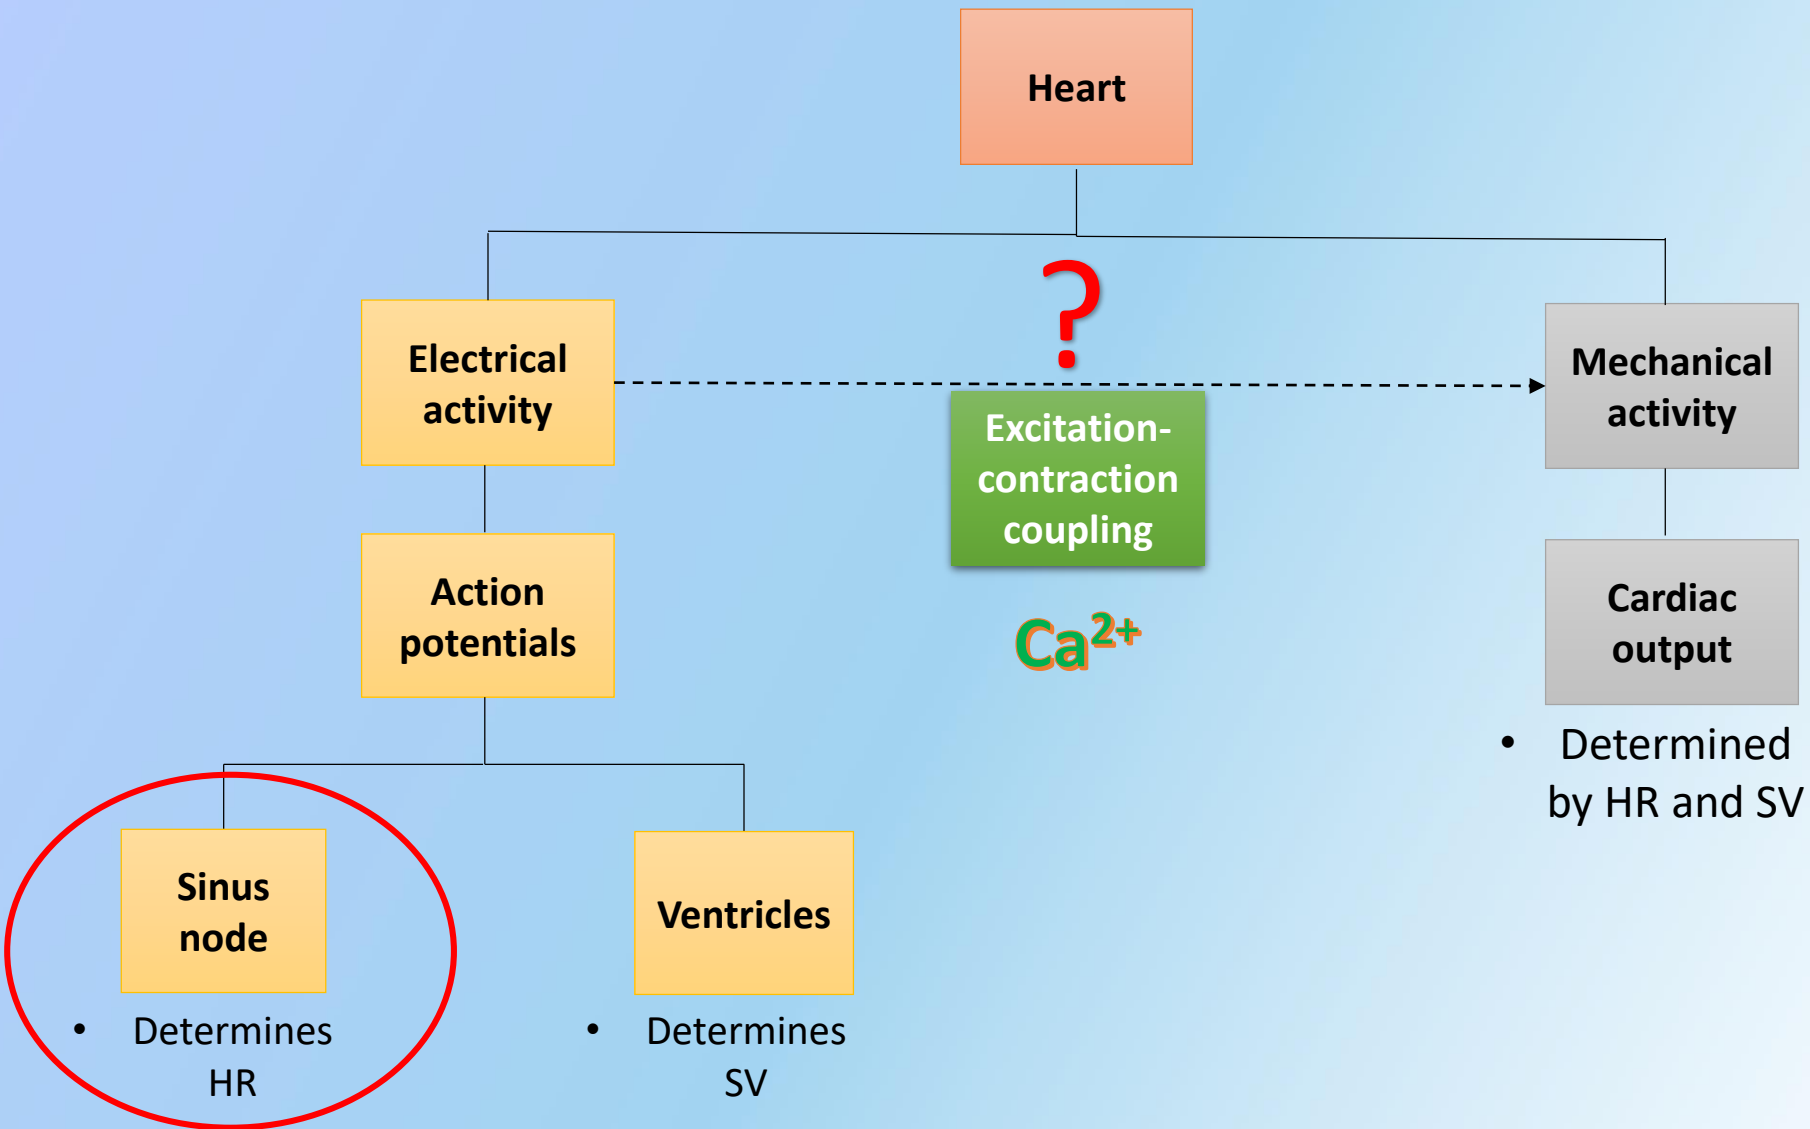 Heart
?
Electrical
activity
Excitation-
contraction
coupling
Mechanical
activity
Action
potentials
Ca²⁺
Cardiac
output
• Determined
by HR and SV
Sinus
node
Ventricles
• Determines
HR
• Determines
SV